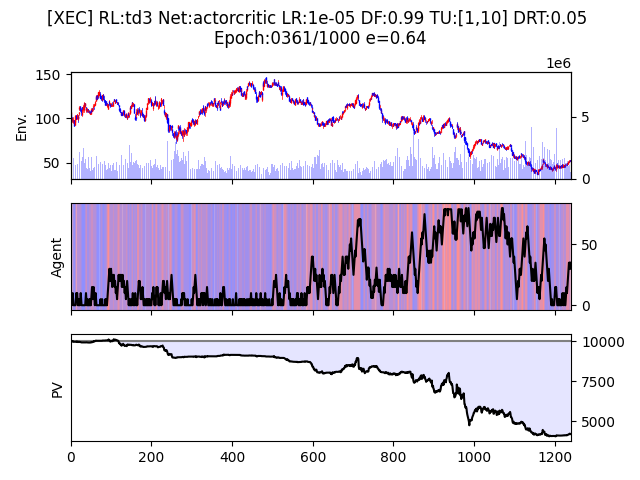 [XEC] RL:td3 Net:actorcritic LR:1e-05 DF:0.99 TU:[1,10] DRT:0.05
Epoch:0361/1000 e=0.64
1e6
150
100
50
Env.
5
0
Agent
50
0
PV
10000
7500
5000
0 200 400 600 800 1000 1200